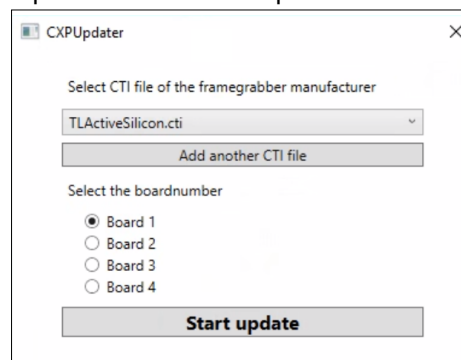 CXPUpdater
Select CTI file of the framegrabber manufacturer
TLActiveSilicon.cti
Add another CTI file
Select the boardnumber
Board 1
Board 2
Board 3
Board 4
Start update